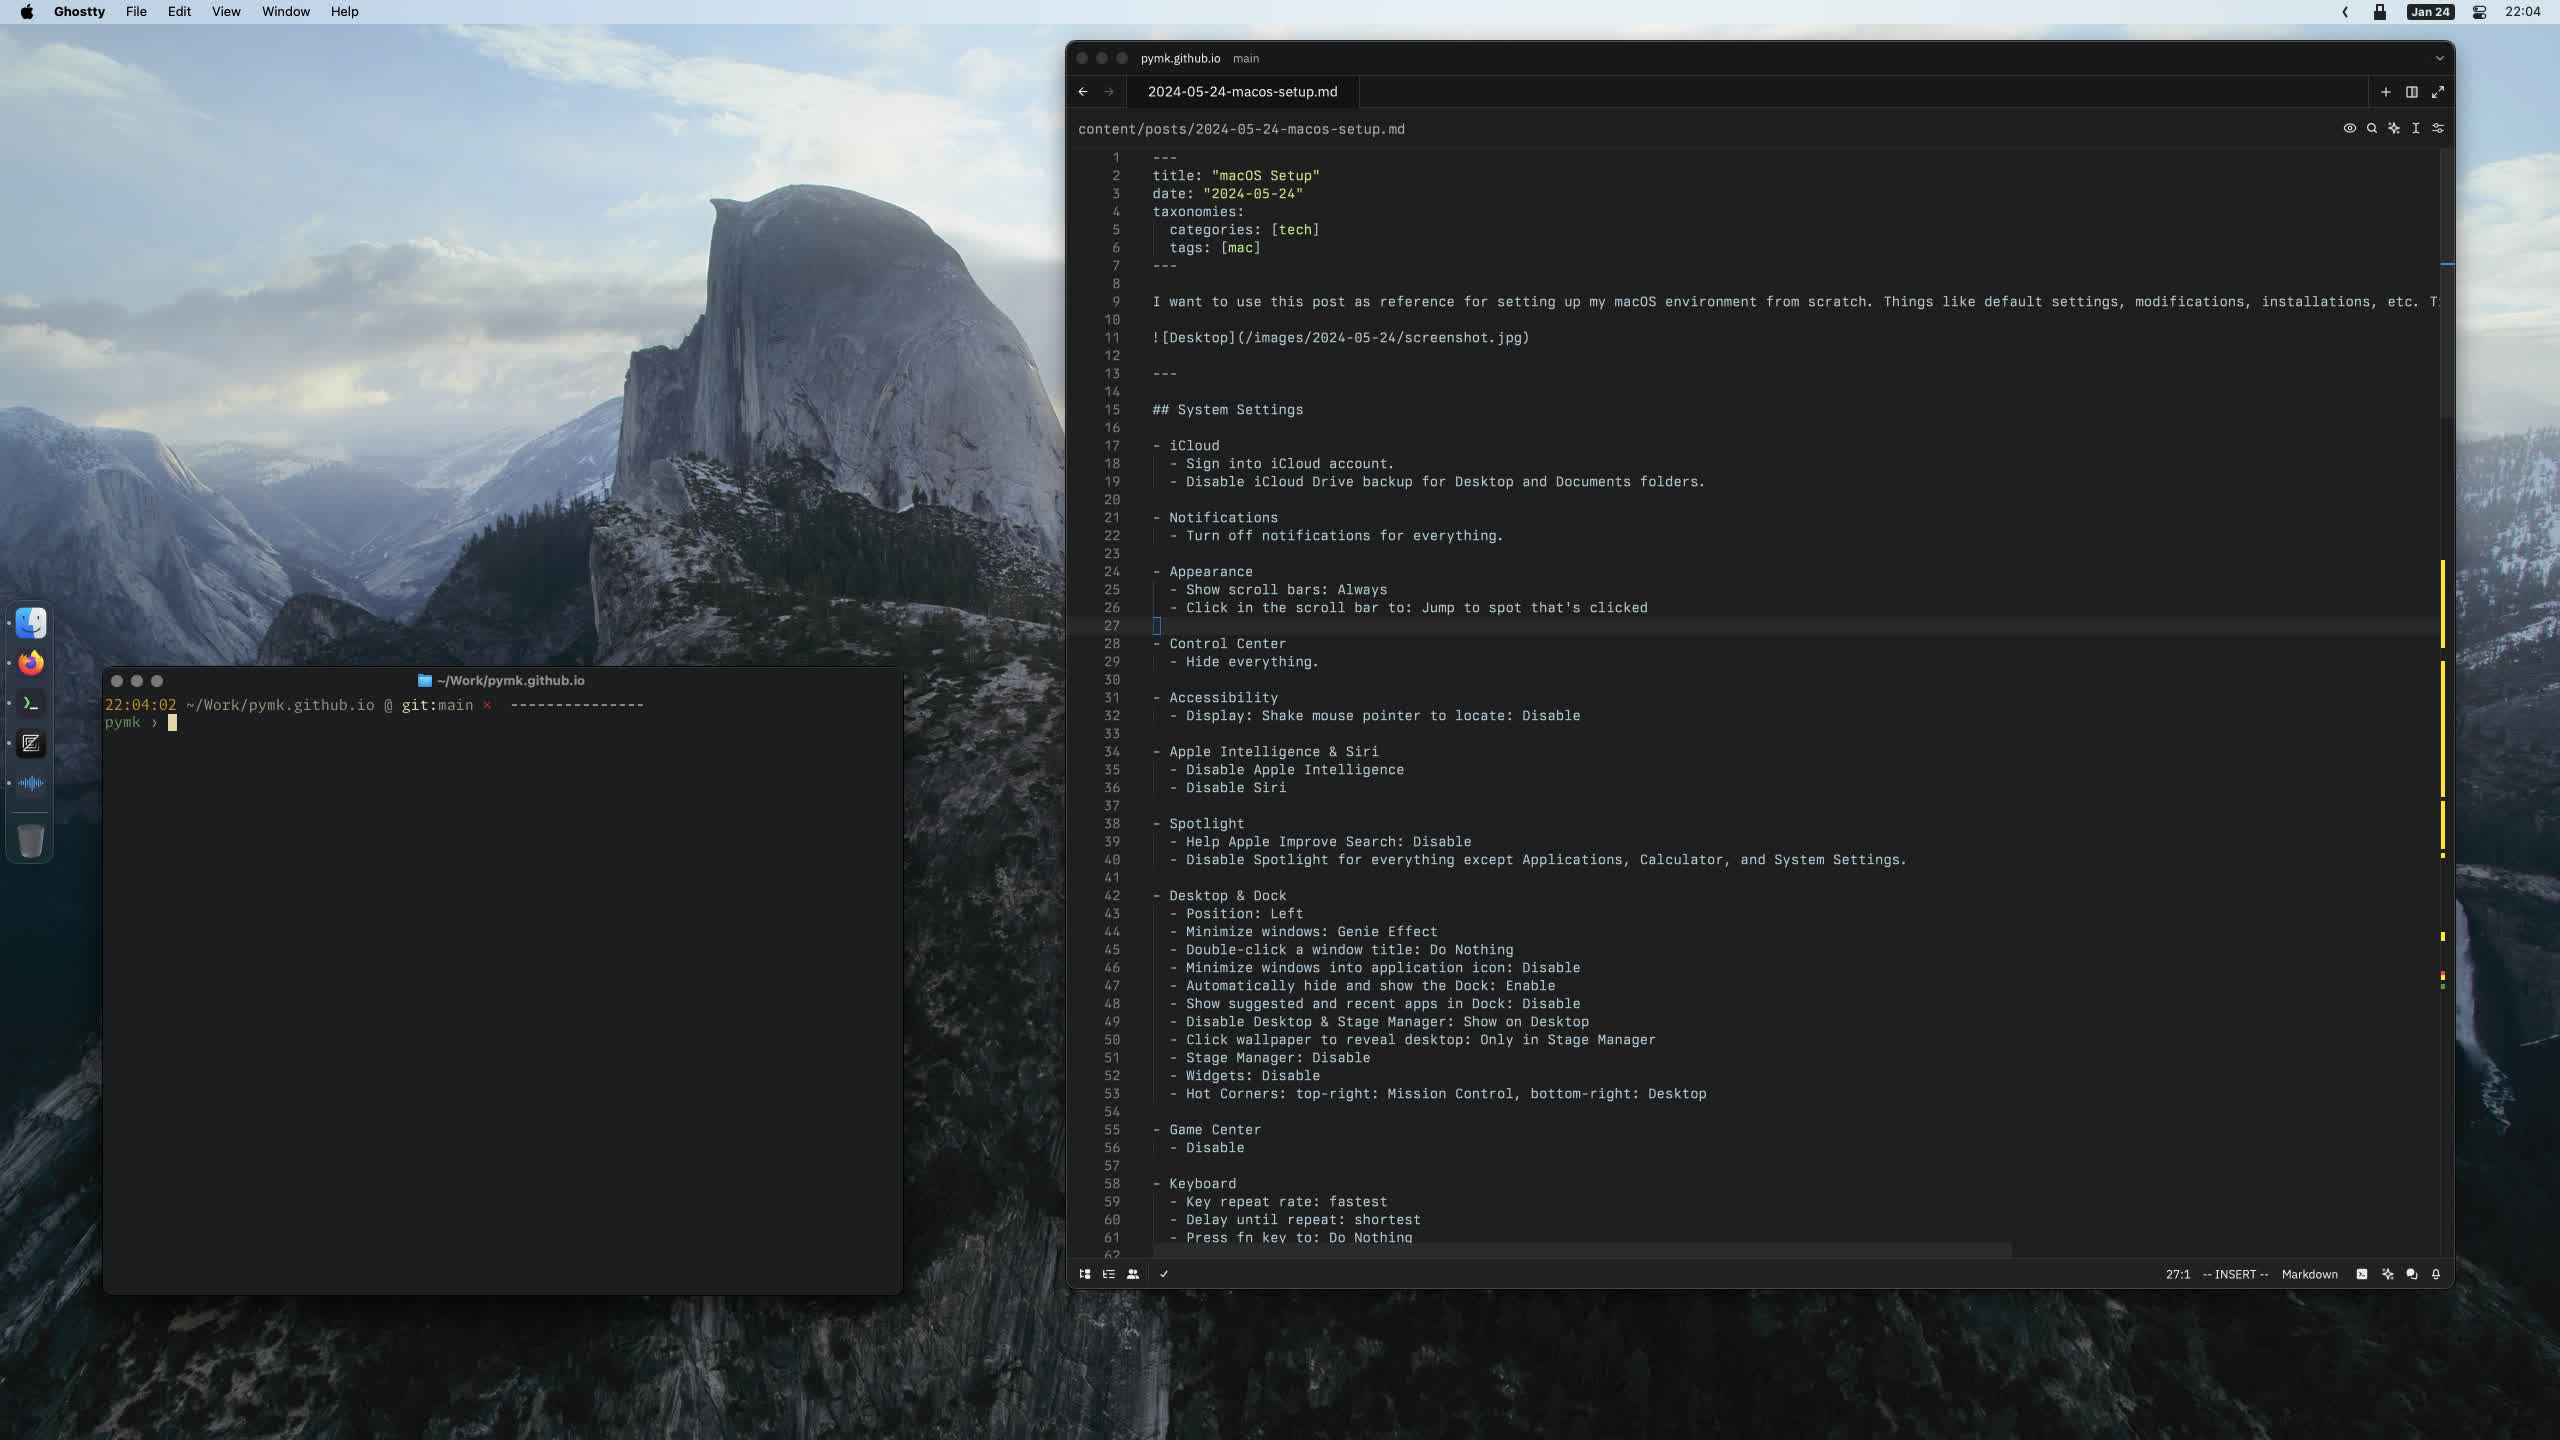 Ghostty File Edit View Window Help
Jan 24 22:04
~/Work/pymk.github.io
22:04:02 ~/Work/pymk.github.io @ git:main × ---------------
pymk ›
pymk.github.io main
2024-05-24-macos-setup.md
content/posts/2024-05-24-macos-setup.md
1 ---
2 title: "macOS Setup"
3 date: "2024-05-24"
4 taxonomies:
5 categories: [tech]
6 tags: [mac]
7 ---
8
9 I want to use this post as reference for setting up my macOS environment from scratch. Things like default settings, modifications, installations, etc.
10
11 ![Desktop](/images/2024-05-24/screenshot.jpg)
12
13 ---
14
15 ## System Settings
16
17 - iCloud
18 - Sign into iCloud account.
19 - Disable iCloud Drive backup for Desktop and Documents folders.
20
21 - Notifications
22 - Turn off notifications for everything.
23
24 - Appearance
25 - Show scroll bars: Always
26 - Click in the scroll bar to: Jump to spot that's clicked
27
28 - Control Center
29 - Hide everything.
30
31 - Accessibility
32 - Display: Shake mouse pointer to locate: Disable
33
34 - Apple Intelligence & Siri
35 - Disable Apple Intelligence
36 - Disable Siri
37
38 - Spotlight
39 - Help Apple Improve Search: Disable
40 - Disable Spotlight for everything except Applications, Calculator, and System Settings.
41
42 - Desktop & Dock
43 - Position: Left
44 - Minimize windows: Genie Effect
45 - Double-click a window title: Do Nothing
46 - Minimize windows into application icon: Disable
47 - Automatically hide and show the Dock: Enable
48 - Show suggested and recent apps in Dock: Disable
49 - Disable Desktop & Stage Manager: Show on Desktop
50 - Click wallpaper to reveal desktop: Only in Stage Manager
51 - Stage Manager: Disable
52 - Widgets: Disable
53 - Hot Corners: top-right: Mission Control, bottom-right: Desktop
54
55 - Game Center
56 - Disable
57
58 - Keyboard
59 - Key repeat rate: fastest
60 - Delay until repeat: shortest
61 - Press fn key to: Do Nothing
62
27:1 -- INSERT -- Markdown